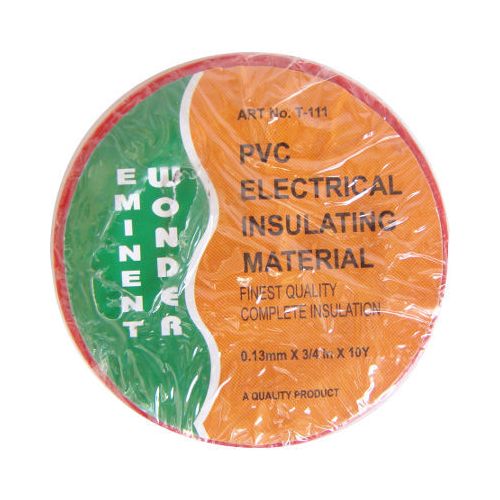 EMINENT
WONDER
ART No. T-111
PVC
ELECTRICAL
INSULATING
MATERIAL
FINEST QUALITY
COMPLETE INSULATION
0.13mm X 3/4 in X 10Y
A QUALITY PRODUCT